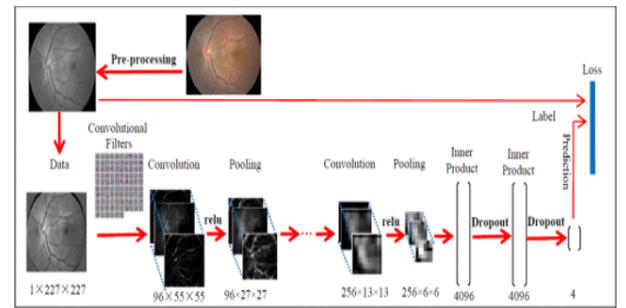 Pre-processing
Loss
Label
Data
Convolutional
Filters
Convolution
Pooling
Convolution
Pooling
Inner
Product
Inner
Product
Prediction
relu
relu
Dropout
Dropout
1×227×227
96×55×55
96×27×27
256×13×13
256×6×6
4096
4096
4